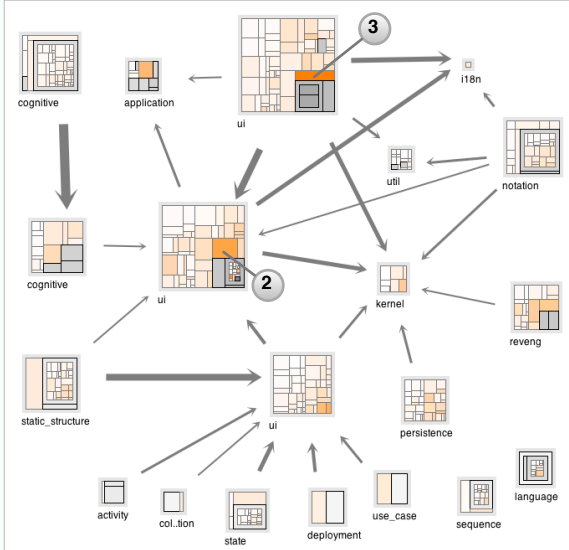 3
cognitive
application
ui
i18n
util
notation
cognitive
ui
2
kernel
reveng
static_structure
ui
persistence
activity
col..tion
state
deployment
use_case
sequence
language